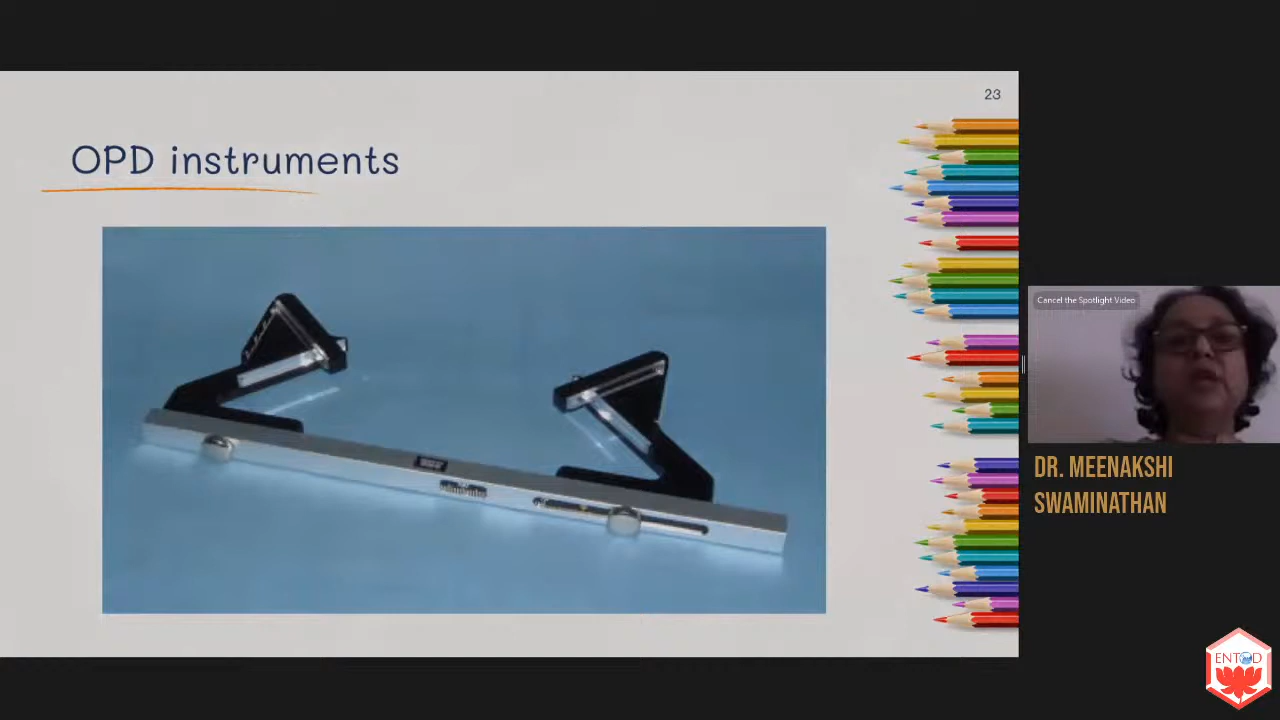 23
OPD instruments
Cancel the Spotlight Video
DR. MEENAKSHI
SWAMINATHAN
ENTOD